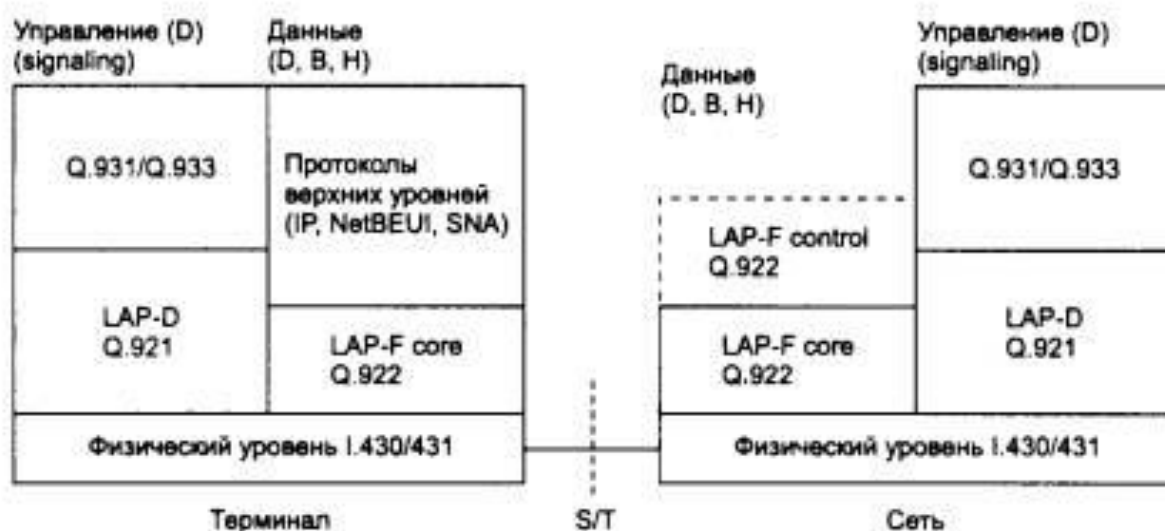 Управление (D)
(signaling)
Данные
(D, B, H)
Q.931/Q.933
Протоколы
верхних уровней
(IP, NetBEUI, SNA)
LAP-D
Q.921
LAP-F core
Q.922
Физический уровень I.430/431
Терминал
S/T
Данные
(D, B, H)
Управление (D)
(signaling)
LAP-F control
Q.922
Q.931/Q.933
LAP-F core
Q.922
LAP-D
Q.921
Физический уровень I.430/431
Сеть